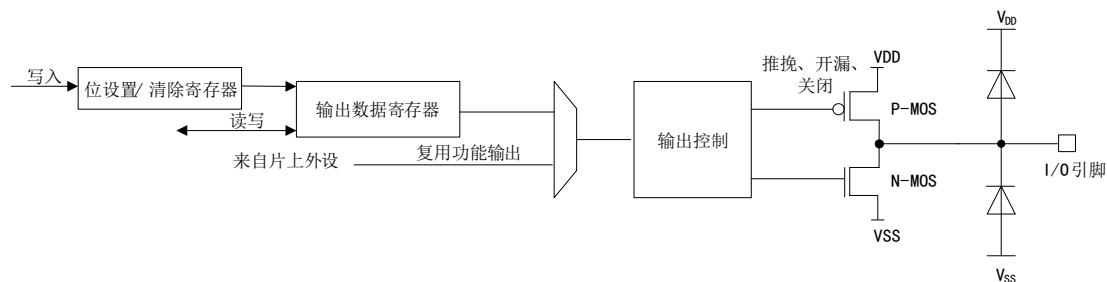 写入
位设置/清除寄存器
读写
输出数据寄存器
来自片上外设
复用功能输出
输出控制
推挽、开漏、
关闭
VDD
P-MOS
N-MOS
VSS
VDD
I/O引脚
VSS